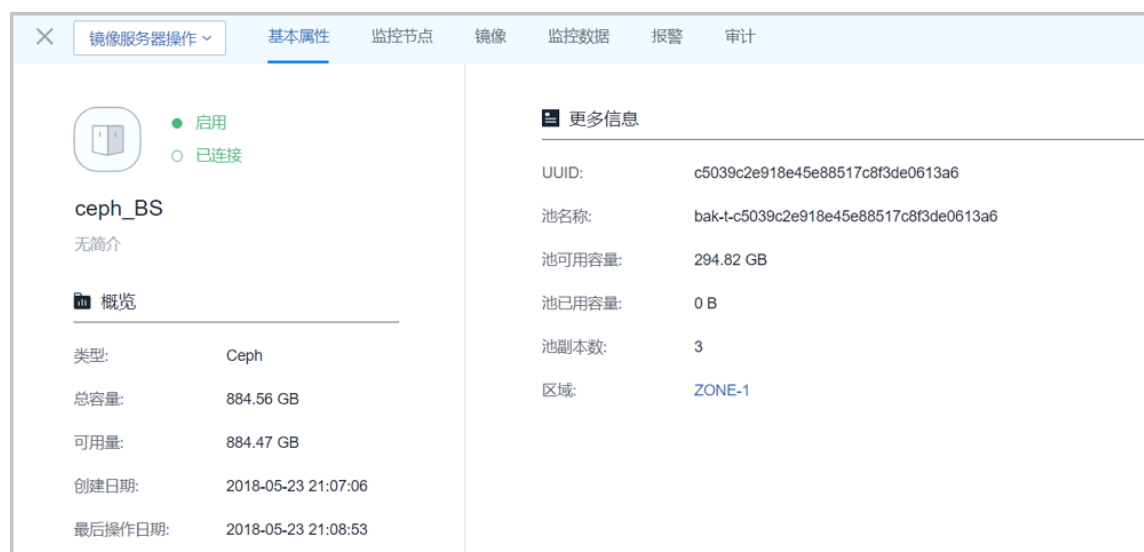 镜像服务器操作 基本属性 监控节点 镜像 监控数据 报警 审计
启用
已连接
ceph_BS
无简介
概览
类型: Ceph
总容量: 884.56 GB
可用量: 884.47 GB
创建日期: 2018-05-23 21:07:06
最后操作日期: 2018-05-23 21:08:53
更多信息
UUID: c5039c2e918e45e88517c8f3de0613a6
池名称: bak-t-c5039c2e918e45e88517c8f3de0613a6
池可用容量: 294.82 GB
池已用容量: 0 B
池副本数: 3
区域: ZONE-1